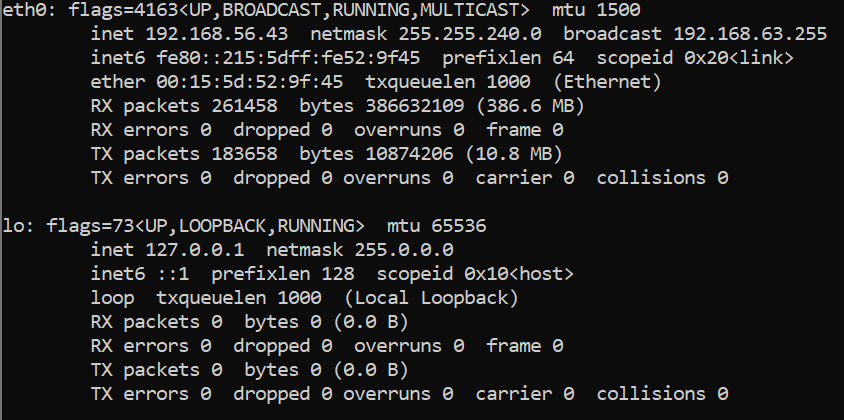 eth0: flags=4163<UP,BROADCAST,RUNNING,MULTICAST>  mtu 1500
        inet 192.168.56.43  netmask 255.255.240.0  broadcast 192.168.63.255
        inet6 fe80::215:5dff:fe52:9f45  prefixlen 64  scopeid 0x20<link>
        ether 00:15:5d:52:9f:45  txqueuelen 1000  (Ethernet)
        RX packets 261458  bytes 386632109 (386.6 MB)
        RX errors 0  dropped 0  overruns 0  frame 0
        TX packets 183658  bytes 10874206 (10.8 MB)
        TX errors 0  dropped 0 overruns 0  carrier 0  collisions 0

lo: flags=73<UP,LOOPBACK,RUNNING>  mtu 65536
        inet 127.0.0.1  netmask 255.0.0.0
        inet6 ::1  prefixlen 128  scopeid 0x10<host>
        loop  txqueuelen 1000  (Local Loopback)
        RX packets 0  bytes 0 (0.0 B)
        RX errors 0  dropped 0  overruns 0  frame 0
        TX packets 0  bytes 0 (0.0 B)
        TX errors 0  dropped 0 overruns 0  carrier 0  collisions 0